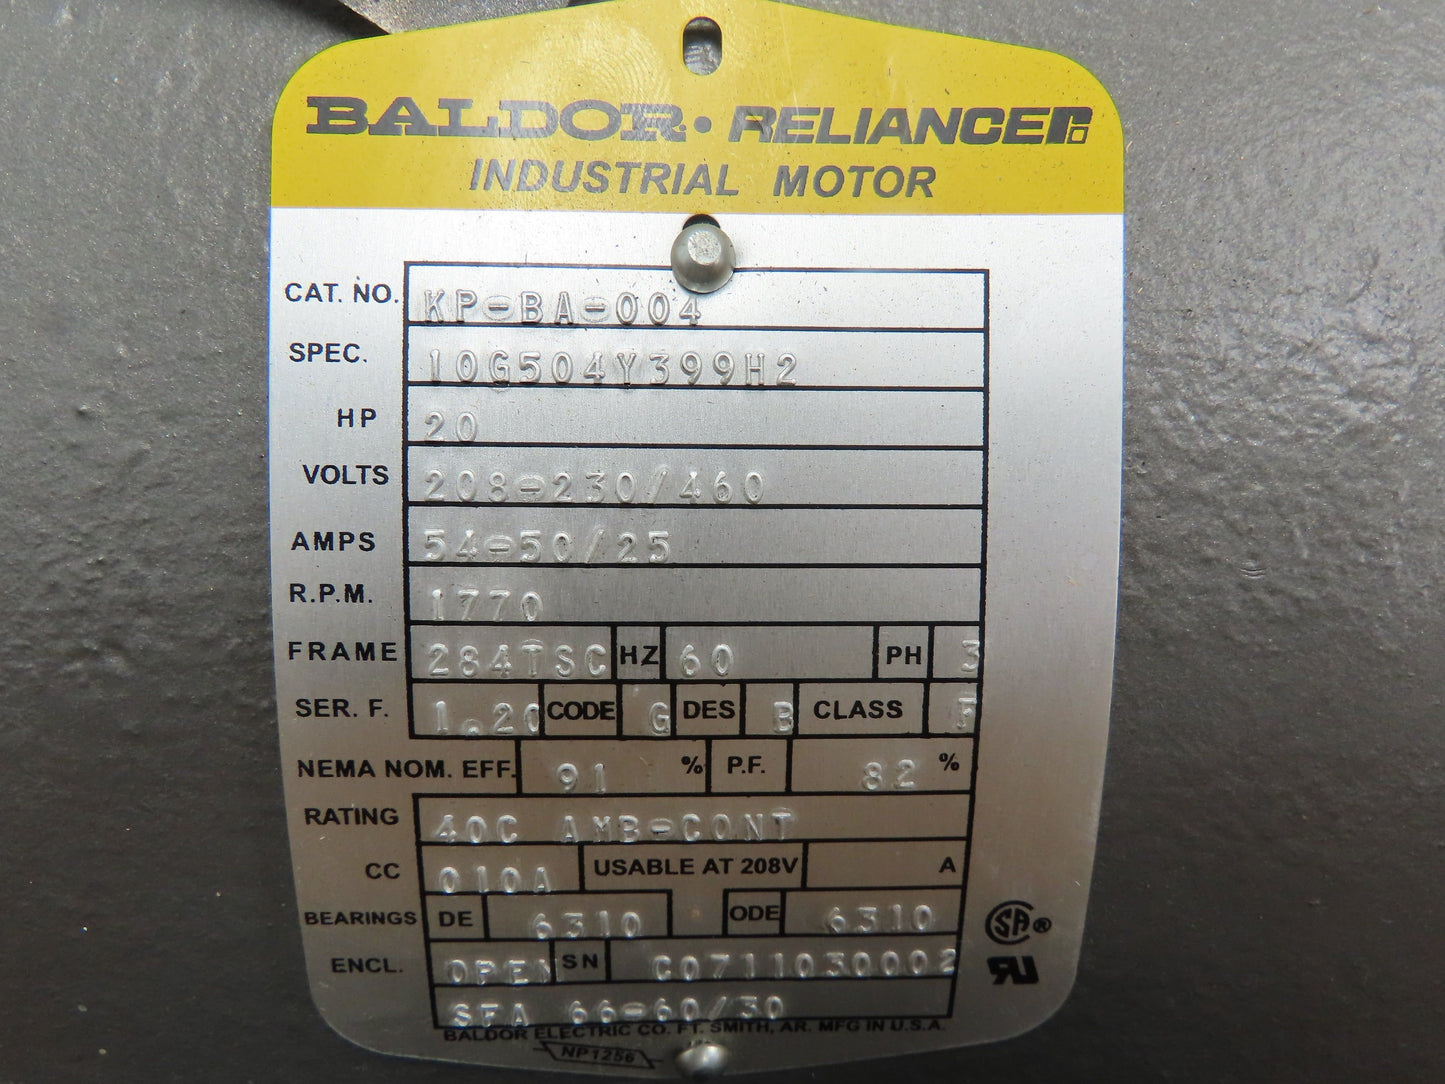 BALDOR • RELIANCER
INDUSTRIAL MOTOR
CAT. NO. KP-BA-004
SPEC. 10G504Y399H2
HP 20
VOLTS 208-230/460
AMPS 54-50/25
R.P.M. 1770
FRAME 284TSC HZ 60 PH 3
SER. F. 1.20 CODE G DES B CLASS F
NEMA NOM. EFF. 91 % P.F. 82 %
RATING 40C AMB-CONT
CC 010A USABLE AT 208V A
BEARINGS DE 6310 ODE 6310
SA ®
ENCL. OPEN SN C0711030002
SFA 66-60/30
BALDOR ELECTRIC CO. FT. SMITH, AR. MFG IN U.S.A.
NP1256